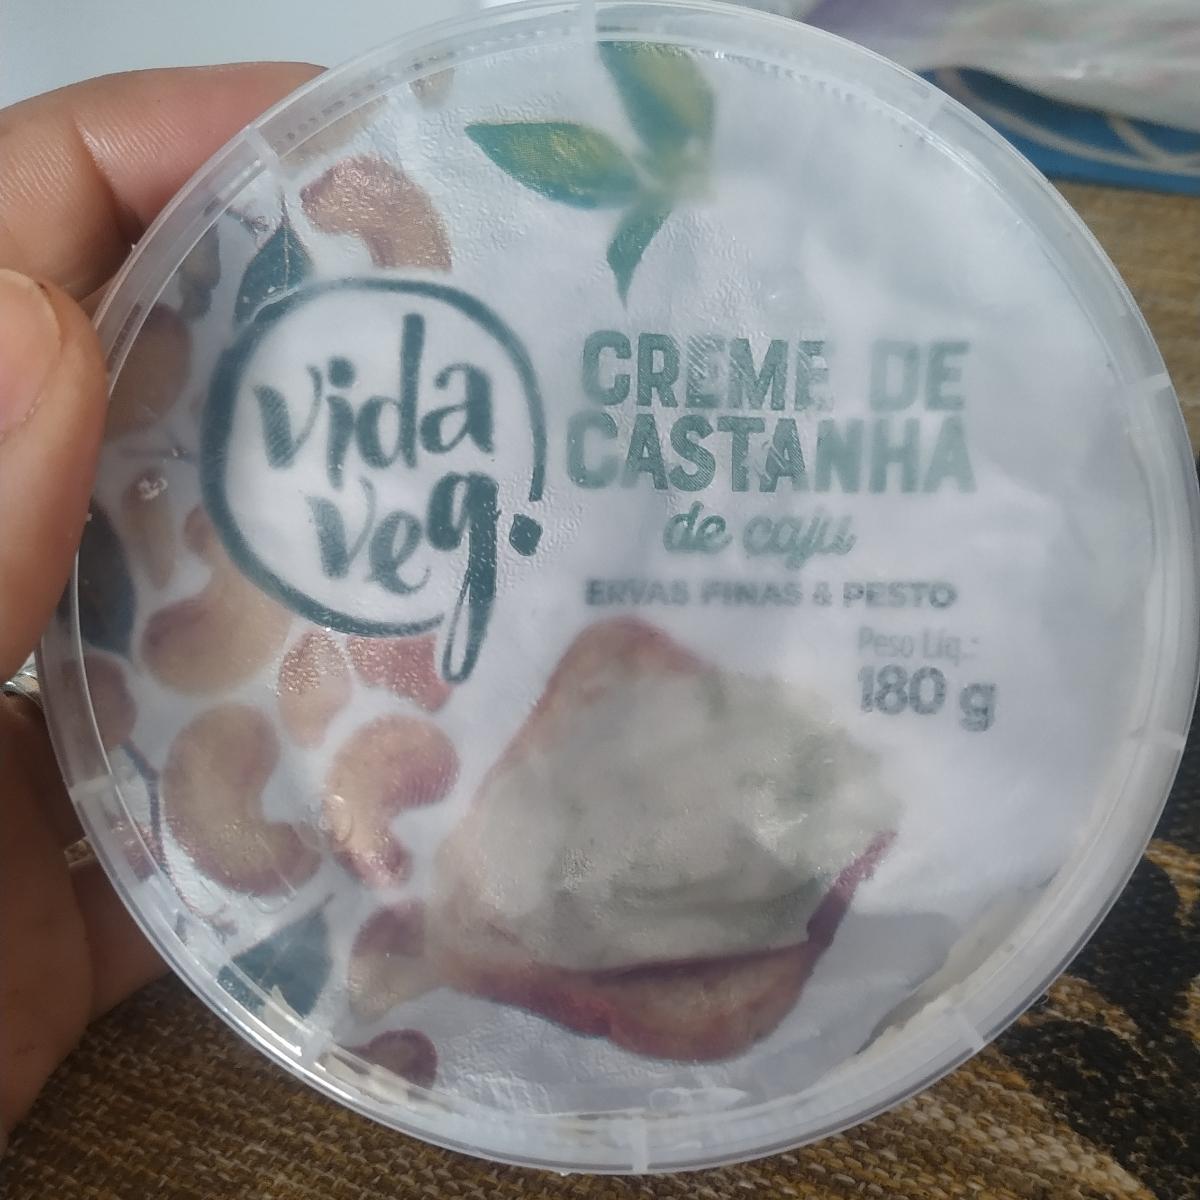 vida
veg.
CREME DE
CASTANHA
de caju
ERVAS FINAS & PESTO
Peso Líq.:
180 g